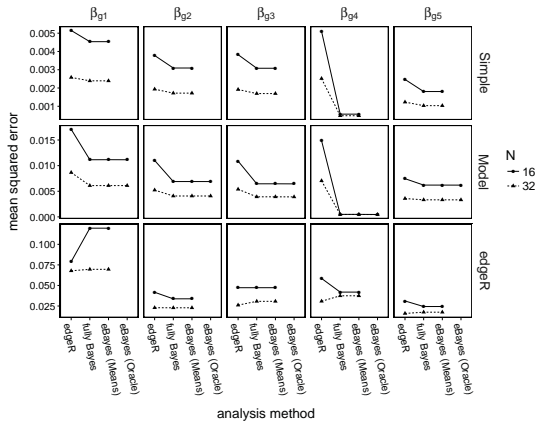 βg1 βg2 βg3 βg4 βg5
mean squared error
0.005
0.004
0.003
0.002
0.001
Simple
0.015
0.010
0.005
0.000
Model
0.100
0.075
0.050
0.025
edgeR
N
16
32
edgeR fully Bayes eBayes (Means) eBayes (Oracle) edgeR fully Bayes eBayes (Means) eBayes (Oracle) edgeR fully Bayes eBayes (Means) eBayes (Oracle) edgeR fully Bayes eBayes (Means) eBayes (Oracle) edgeR fully Bayes eBayes (Means) eBayes (Oracle)
analysis method